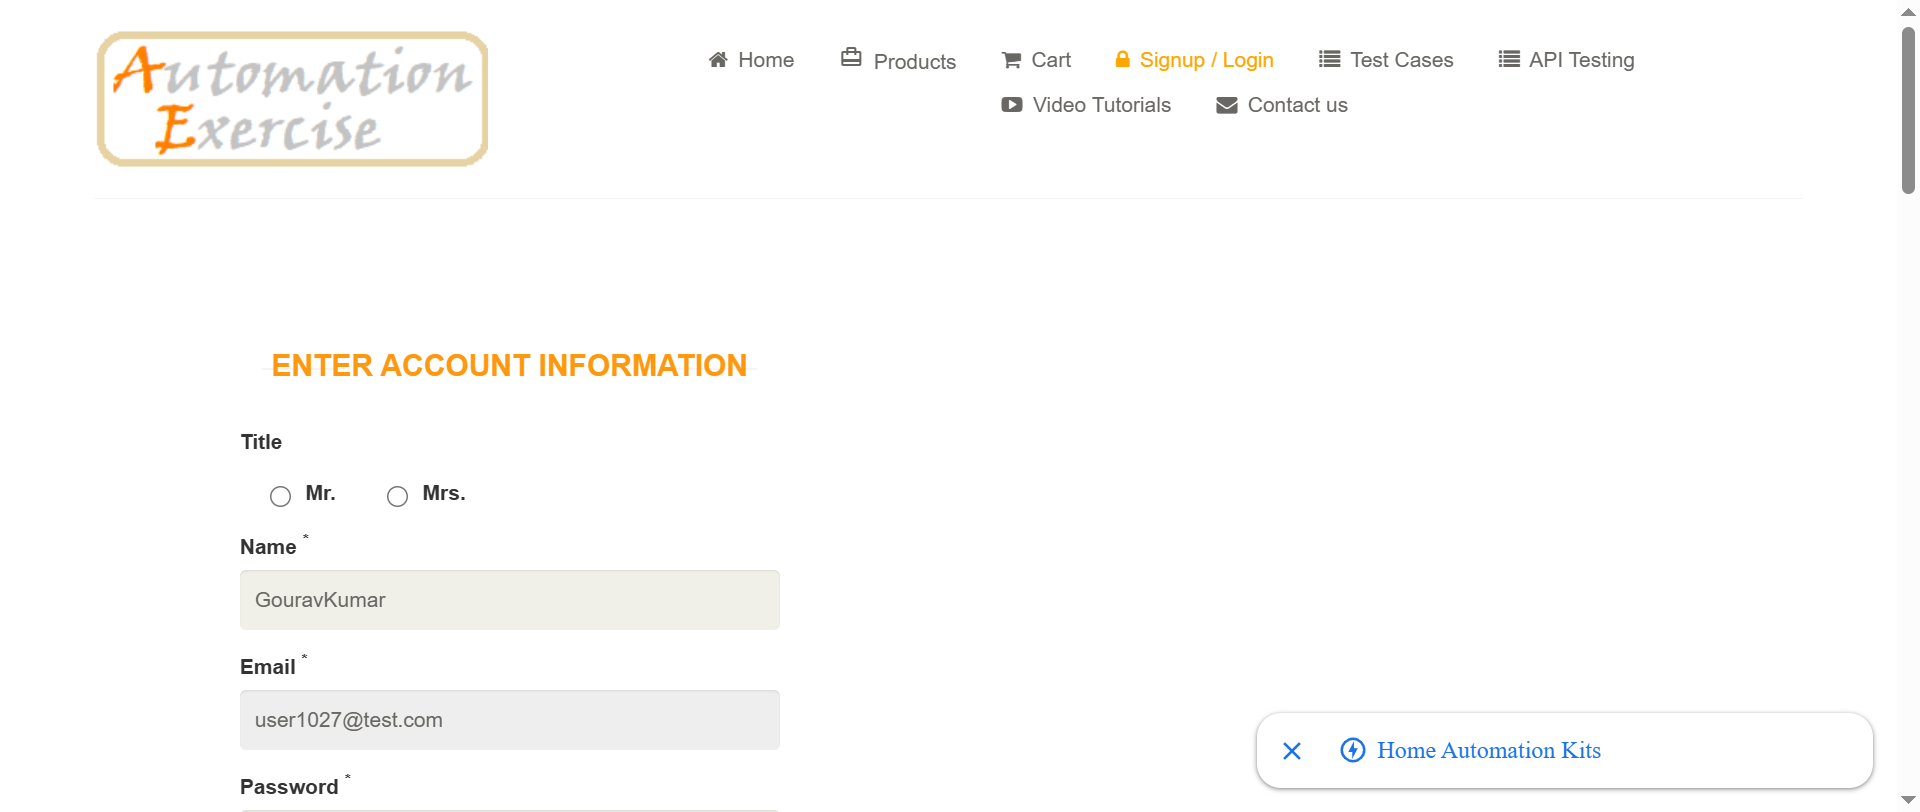 Automation
Exercise
Home Products Cart Signup / Login Test Cases API Testing
Video Tutorials Contact us
ENTER ACCOUNT INFORMATION
Title
Mr. Mrs.
Name *
GouravKumar
Email *
user1027@test.com
Home Automation Kits
Password *